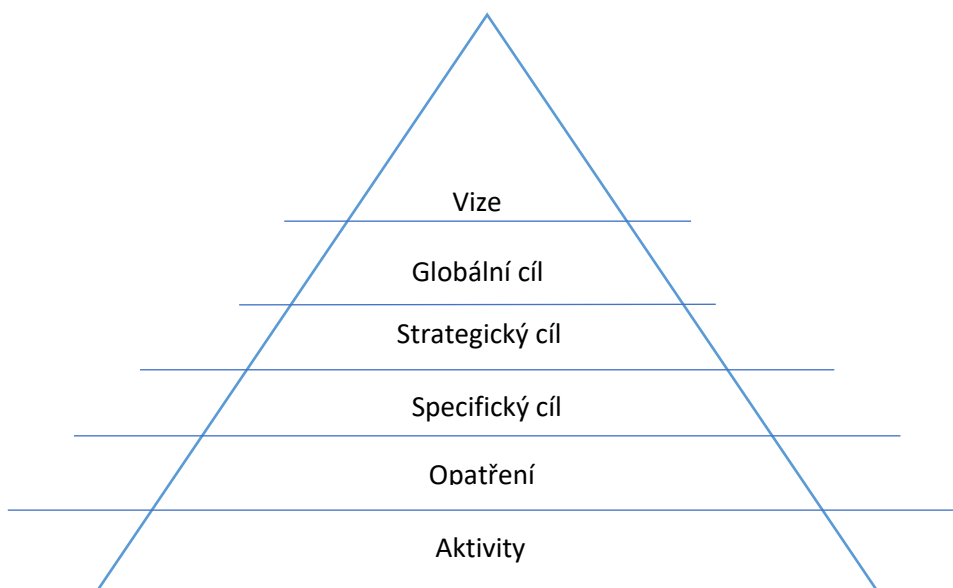 Vize
Globální cíl
Strategický cíl
Specifický cíl
Opatření
Aktivity